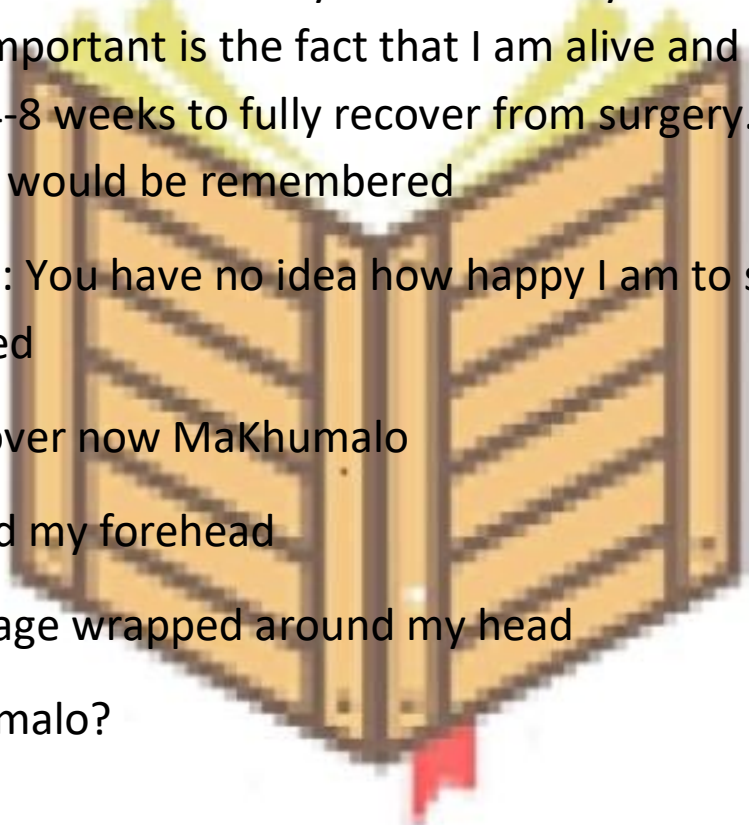 mportant is the fact that I am alive and
-8 weeks to fully recover from surgery.
would be remembered
: You have no idea how happy I am to s
ed
over now MaKhumalo
d my forehead
age wrapped around my head
malo?